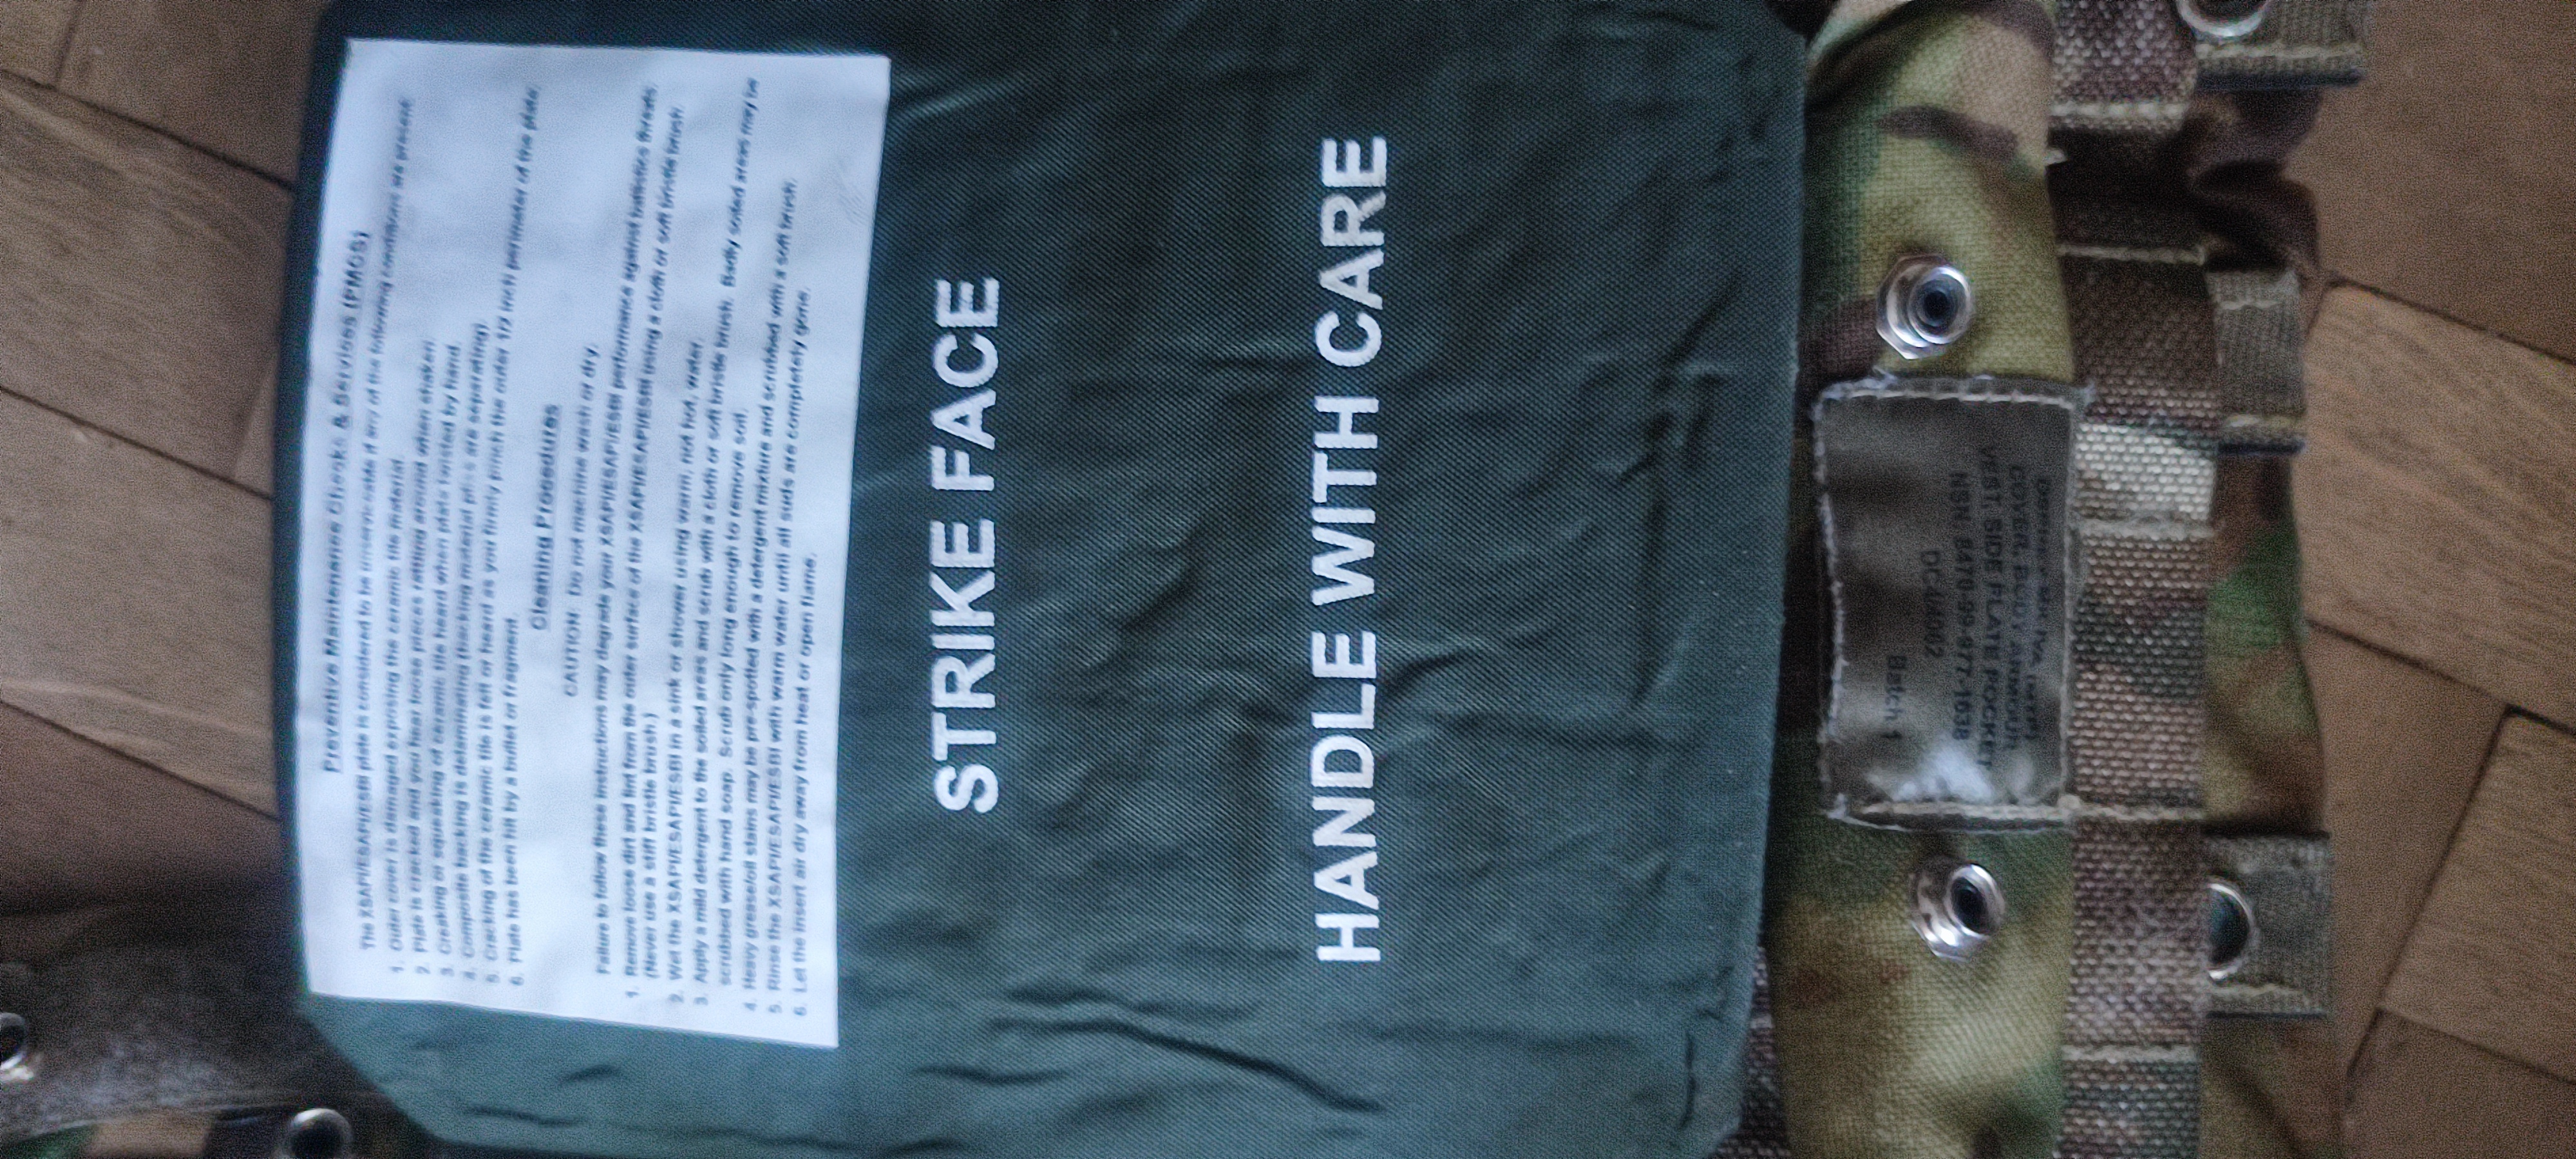 Preventive Maintenance Checks & Services (PMCS)
The XSAPI/ESAPI/ESBI plate is considered to be unserviceable if any of the following conditions are present:
1. Outer cover is damaged exposing the ceramic tile material.
2. Plate is cracked and you hear loose pieces rattling around when shaken
3. Creaking or squeaking of ceramic tile heard when plate twisted by hand.
4. Composite backing is delaminating (backing material are separating)
5. Cracking of the ceramic tile is felt or heard as you firmly pinch the outer 1/2 inch perimeter of the plate.
6. Plate has been hit by a bullet or fragment.
Cleaning Procedures
CAUTION: Do not machine wash or dry.
Failure to follow these instructions may degrade your XSAPI/ESAPI/ESBI performance against ballistics threats
1. Remove loose dirt and lint from the outer surface of the XSAPI/ESAPI/ESBI using a cloth or soft bristle brush.
(Never use a stiff bristle brush.)
2. Wet the XSAPI/ESAPI/ESBI in a sink or shower using warm, not hot, water.
3. Apply a mild detergent to the soiled areas and scrub with a cloth or soft bristle brush. Badly soiled areas may be
scrubbed with hand soap. Scrub only long enough to remove soil.
4. Heavy grease/oil stains may be pre-spotted with a detergent mixture and scrubbed with a soft brush.
5. Rinse the XSAPI/ESAPI/ESBI with warm water until all suds are completely gone.
6. Let the insert air dry away from heat or open flame.
STRIKE FACE
HANDLE WITH CARE
COVER, BODY ARMOUR,
VEST SIDE PLATE POCKET
NSN 8470-99-977-1638
DC4/4062
Batch 1